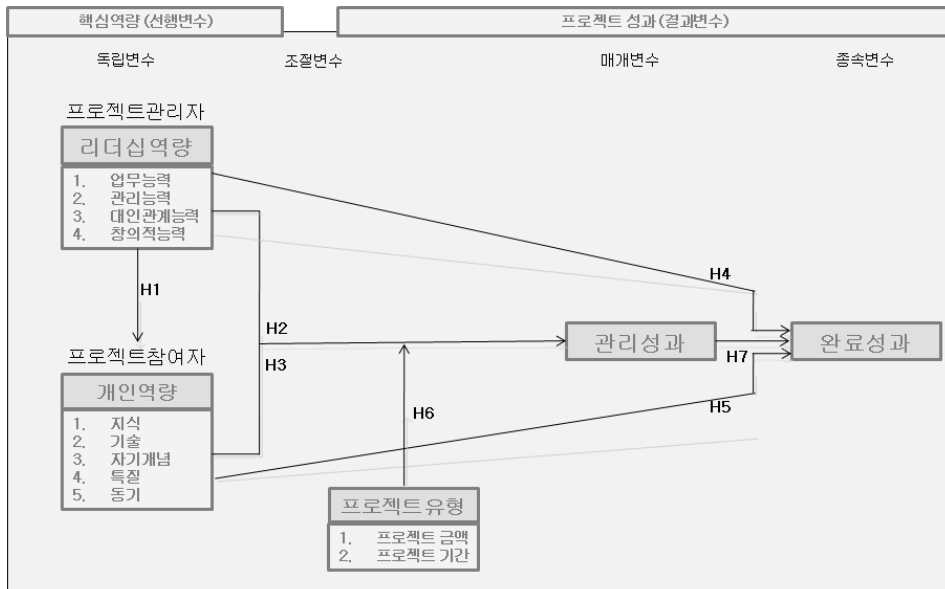 핵심역량 (선행변수)
프로젝트 성과 (결과변수)
독립변수
조절변수
매개변수
종속변수
프로젝트관리자
리더십역량
1. 업무능력
2. 관리능력
3. 대인관계능력
4. 창의적능력
H4
H1
H2
프로젝트참여자
관리성과
완료성과
H3
H7
개인역량
H5
H6
1. 지식
2. 기술
3. 자기개념
4. 특질
5. 동기
프로젝트 유형
1. 프로젝트 금액
2. 프로젝트 기간